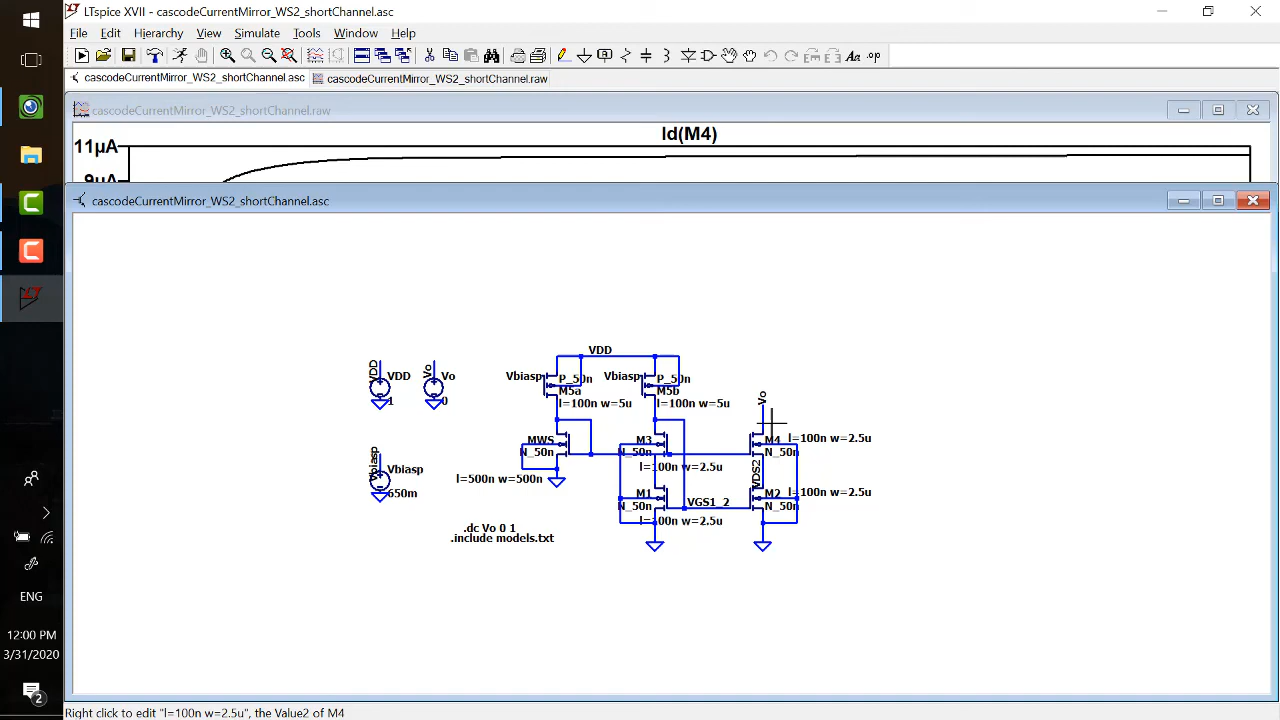 LTspice XVII - cascodeCurrentMirror_WS2_shortChannel.asc
File Edit Hierarchy View Simulate Tools Window Help
cascodeCurrentMirror_WS2_shortChannel.asc cascodeCurrentMirror_WS2_shortChannel.raw
cascodeCurrentMirror_WS2_shortChannel.raw
Id(M4)
11µA
9µA
cascodeCurrentMirror_WS2_shortChannel.asc
VDD
VDD
VDD
1
Vo
Vo
0
Vbiasp
P_50n
M5a
l=100n w=5u
Vbiasp
P_50n
M5b
l=100n w=5u
Vo
MWS
N_50n
l=500n w=500n
M3
N_50n
l=100n w=2.5u
M4
N_50n
l=100n w=2.5u
Vbiasp
Vbiasp
650m
M1
N_50n
l=100n w=2.5u
VGS1_2
VDS2
M2
N_50n
l=100n w=2.5u
.dc Vo 0 1
.include models.txt
ENG
12:00 PM
3/31/2020
2
Right click to edit "l=100n w=2.5u", the Value2 of M4
.op